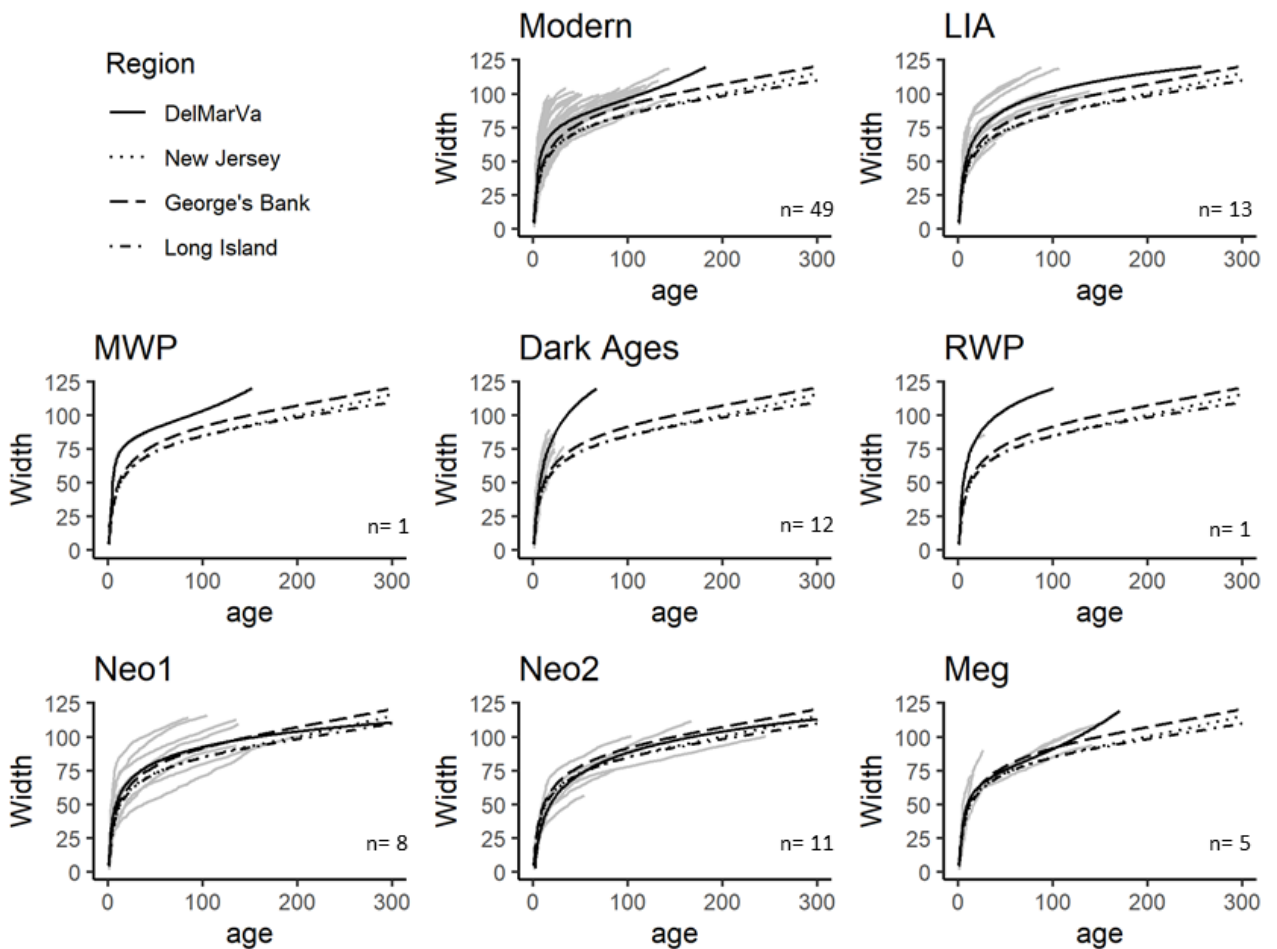 Region
DelMarVa
New Jersey
George's Bank
Long Island
Modern
Width
125
100
75
50
25
0
n= 49
0 100 200 300
age
LIA
Width
125
100
75
50
25
0
n= 13
0 100 200 300
age
MWP
Width
125
100
75
50
25
0
n= 1
0 100 200 300
age
Dark Ages
Width
125
100
75
50
25
0
n= 12
0 100 200 300
age
RWP
Width
125
100
75
50
25
0
n= 1
0 100 200 300
age
Neo1
Width
125
100
75
50
25
0
n= 8
0 100 200 300
age
Neo2
Width
125
100
75
50
25
0
n= 11
0 100 200 300
age
Meg
Width
125
100
75
50
25
0
n= 5
0 100 200 300
age